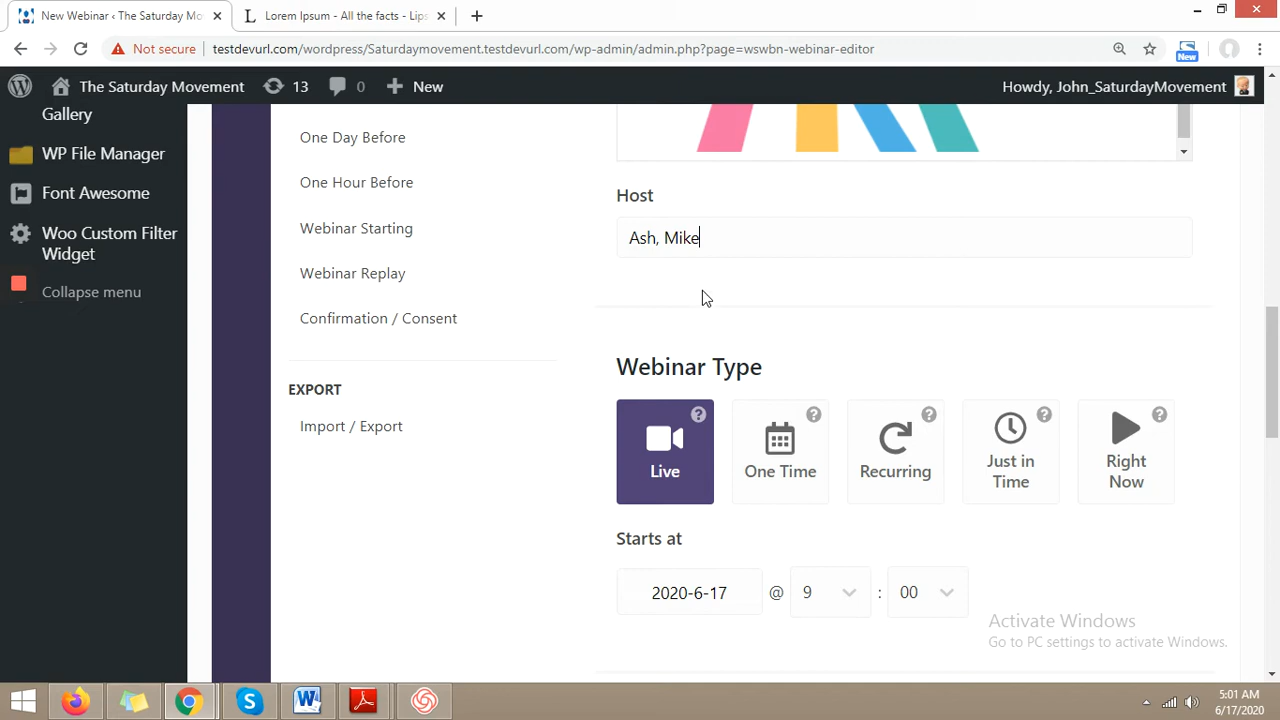 New Webinar ‹ The Saturday Mo
Lorem Ipsum - All the facts - Lips
Not secure
testdevurl.com/wordpress/Saturdaymovement.testdevurl.com/wp-admin/admin.php?page=wswbn-webinar-editor
New
The Saturday Movement
13
0
New
Howdy, John_SaturdayMovement
Gallery
WP File Manager
Font Awesome
Woo Custom Filter
Widget
Collapse menu
One Day Before
One Hour Before
Webinar Starting
Webinar Replay
Confirmation / Consent
EXPORT
Import / Export
Host
Ash, Mike
Webinar Type
Live
One Time
Recurring
Just in
Time
Right
Now
Starts at
2020-6-17 @ 9 : 00
Activate Windows
Go to PC settings to activate Windows.
5:01 AM
6/17/2020